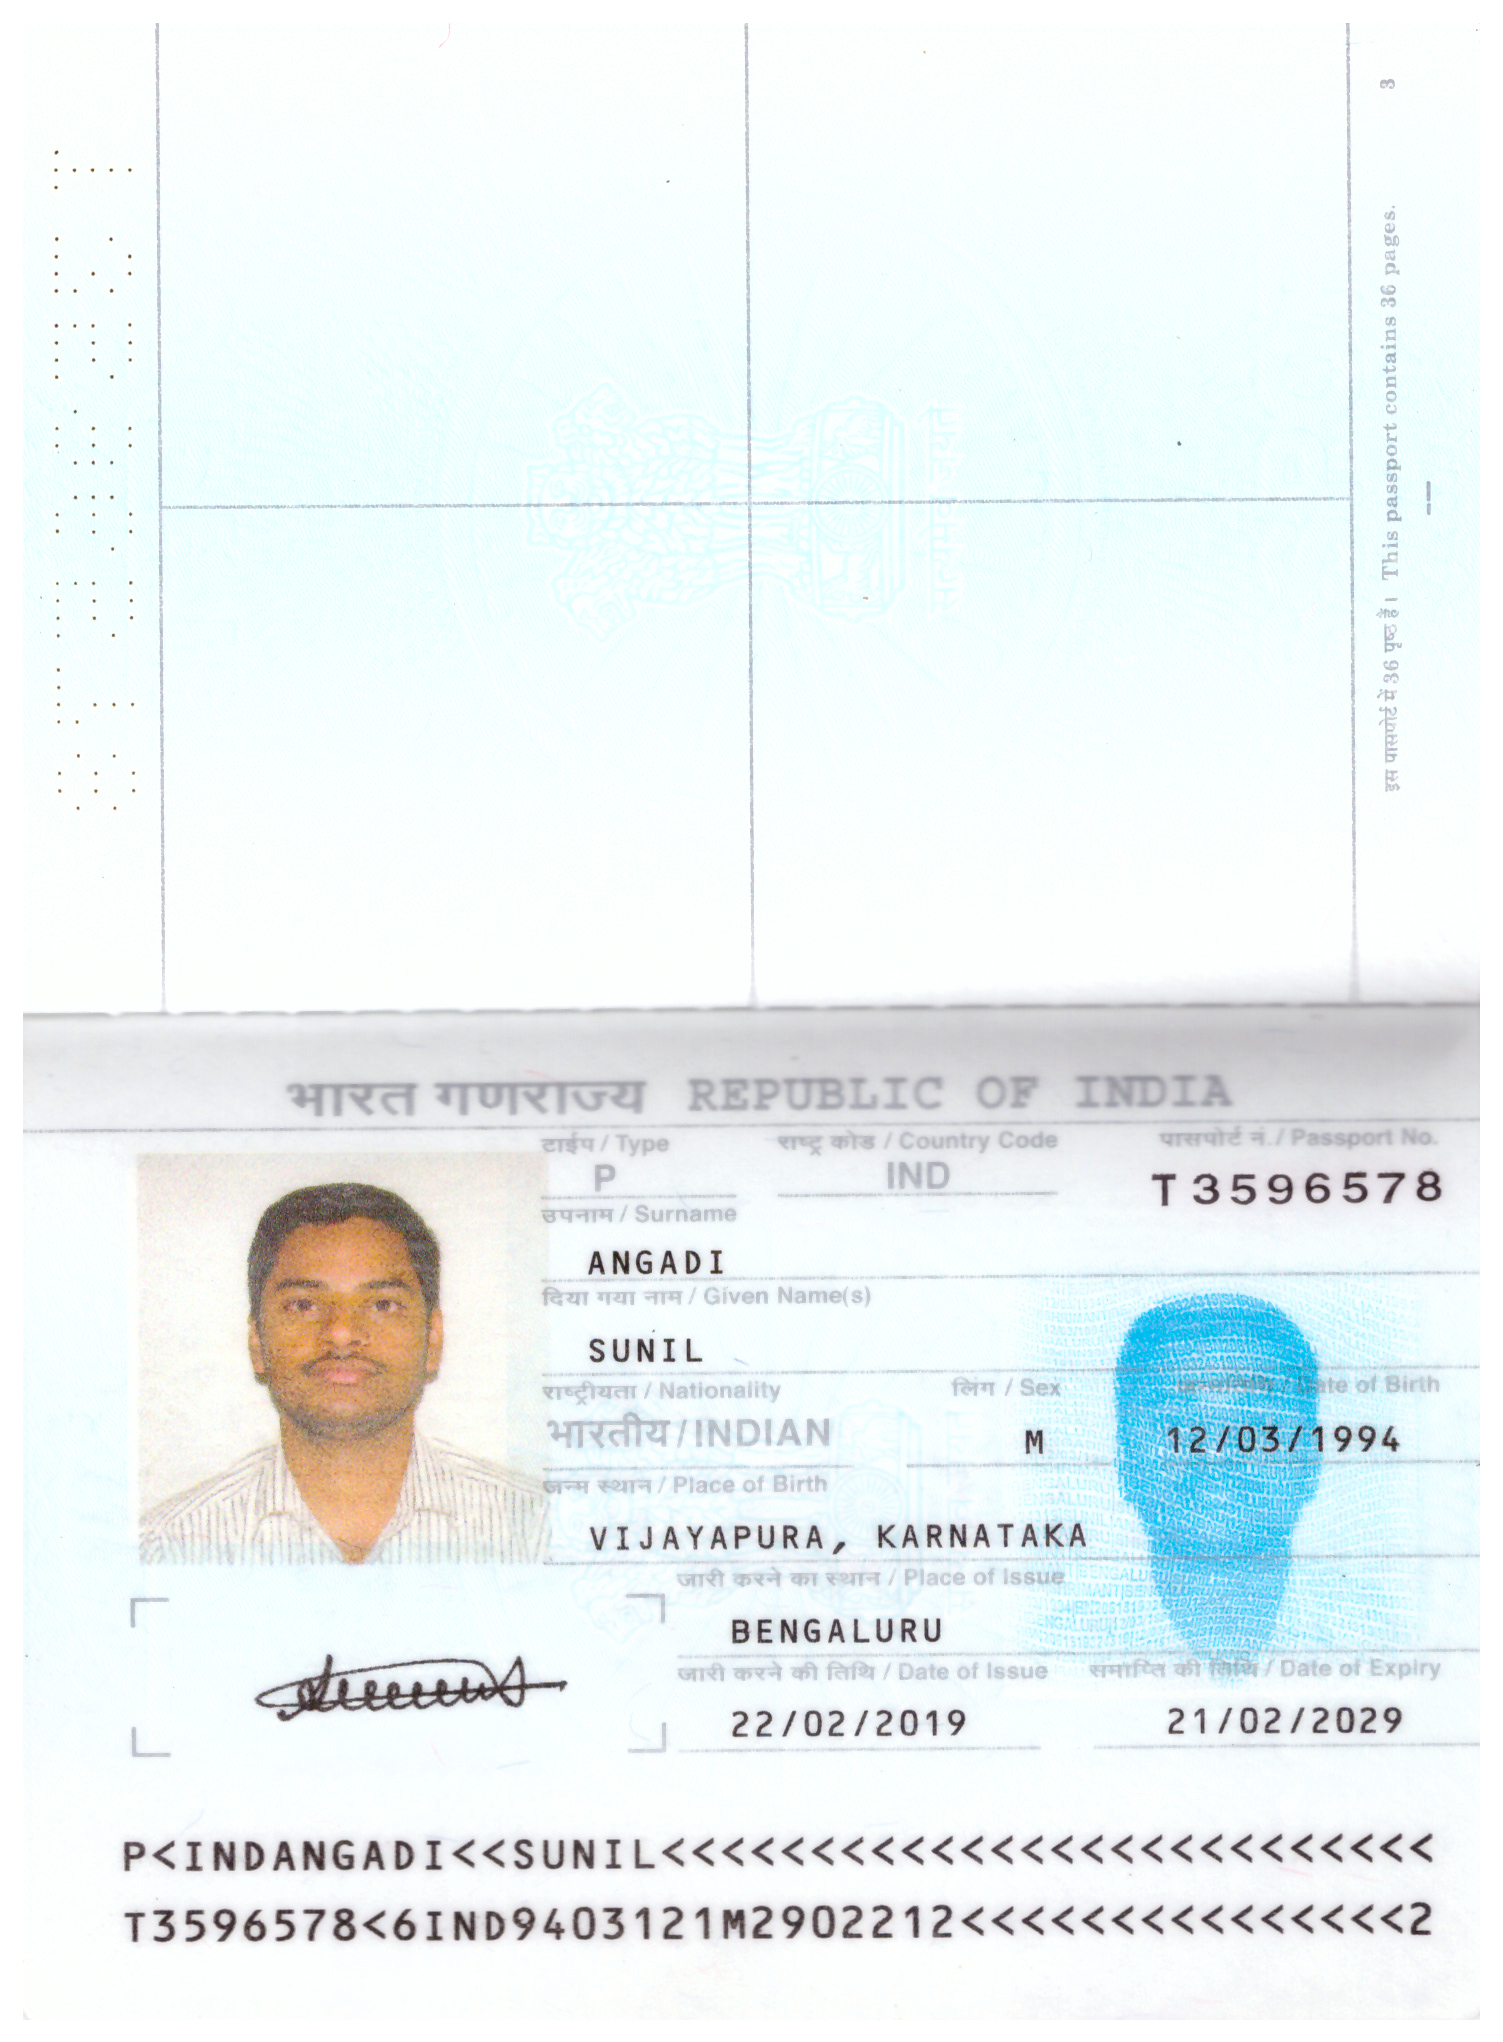 3
इस पासपोर्ट में 36 पृष्ठ हैं। This passport contains 36 pages.
भारत गणराज्य REPUBLIC OF INDIA
टाईप / Type राष्ट्र कोड / Country Code पासपोर्ट नं. / Passport No.
P IND T3596578
उपनाम / Surname
ANGADI
दिया गया नाम / Given Name(s)
SUNIL
राष्ट्रीयता / Nationality लिंग / Sex Date of Birth
भारतीय / INDIAN M 12/03/1994
जन्म स्थान / Place of Birth
VIJAYAPURA, KARNATAKA
जारी करने का स्थान / Place of Issue
BENGALURU
जारी करने की तिथि / Date of Issue समाप्ति की तिथि / Date of Expiry
22/02/2019 21/02/2029
P<INDANGADI<<SUNIL<<<<<<<<<<<<<<<<<<<<<<<<<<
T3596578<6IND9403121M2902212<<<<<<<<<<<<<<<2